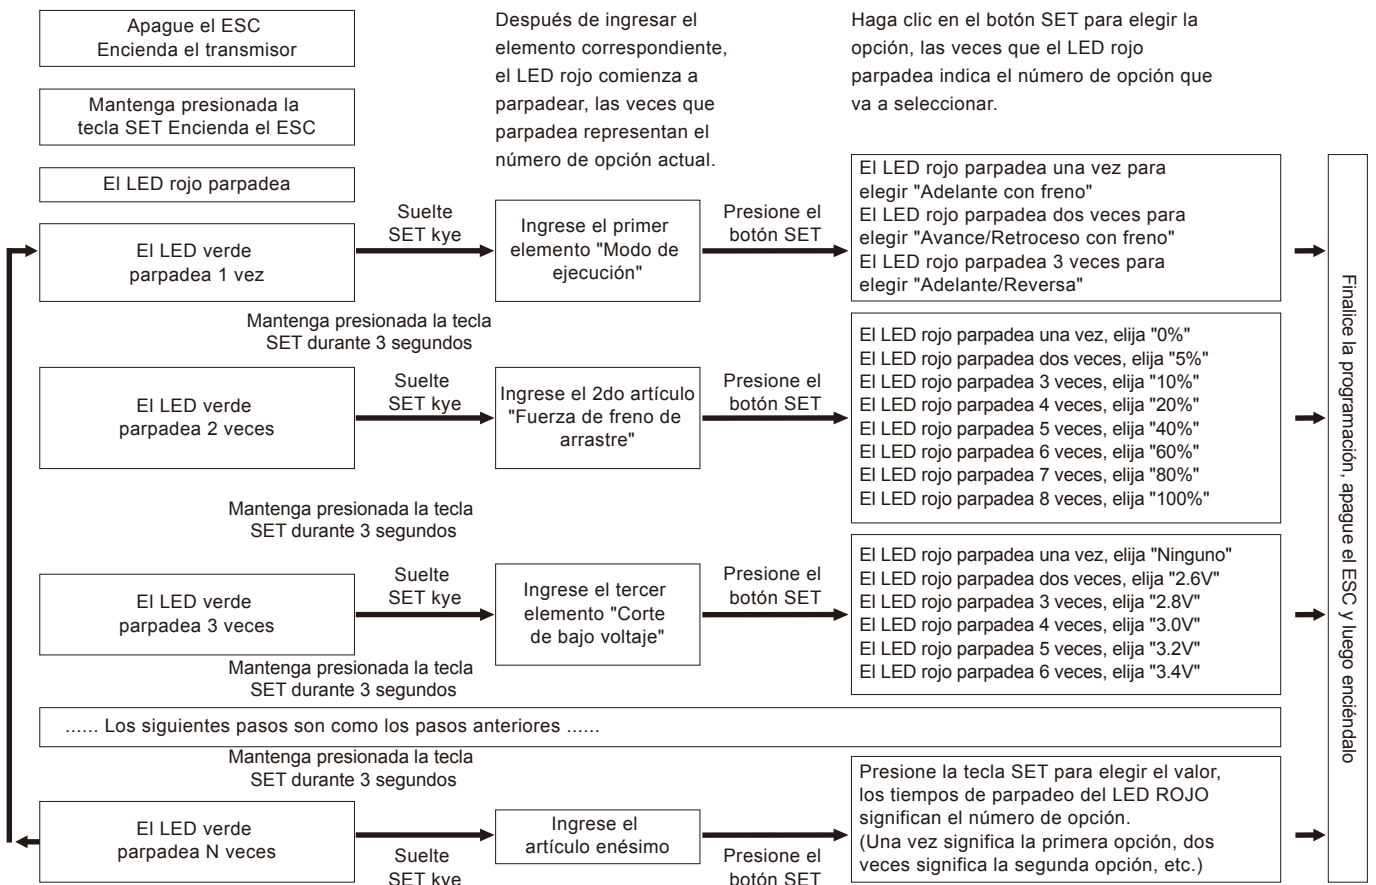 Apague el ESC
Encienda el transmisor
Mantenga presionada la
tecla SET Encienda el ESC
El LED rojo parpadea
Después de ingresar el
elemento correspondiente,
el LED rojo comienza a
parpadear, las veces que
parpadea representan el
número de opción actual.
Haga clic en el botón SET para elegir la
opción, las veces que el LED rojo
parpadea indica el número de opción que
va a seleccionar.
El LED verde
parpadea 1 vez
Suelte
SET kye
Ingrese el primer
elemento "Modo de
ejecución"
Presione el
botón SET
El LED rojo parpadea una vez para
elegir "Adelante con freno"
El LED rojo parpadea dos veces para
elegir "Avance/Retroceso con freno"
El LED rojo parpadea 3 veces para
elegir "Adelante/Reversa"
Mantenga presionada la tecla
SET durante 3 segundos
El LED verde
parpadea 2 veces
Suelte
SET kye
Ingrese el 2do artículo
"Fuerza de freno de
arrastre"
Presione el
botón SET
El LED rojo parpadea una vez, elija "0%"
El LED rojo parpadea dos veces, elija "5%"
El LED rojo parpadea 3 veces, elija "10%"
El LED rojo parpadea 4 veces, elija "20%"
El LED rojo parpadea 5 veces, elija "40%"
El LED rojo parpadea 6 veces, elija "60%"
El LED rojo parpadea 7 veces, elija "80%"
El LED rojo parpadea 8 veces, elija "100%"
Mantenga presionada la tecla
SET durante 3 segundos
El LED verde
parpadea 3 veces
Suelte
SET kye
Ingrese el tercer
elemento "Corte
de bajo voltaje"
Presione el
botón SET
El LED rojo parpadea una vez, elija "Ninguno"
El LED rojo parpadea dos veces, elija "2.6V"
El LED rojo parpadea 3 veces, elija "2.8V"
El LED rojo parpadea 4 veces, elija "3.0V"
El LED rojo parpadea 5 veces, elija "3.2V"
El LED rojo parpadea 6 veces, elija "3.4V"
Mantenga presionada la tecla
SET durante 3 segundos
...... Los siguientes pasos son como los pasos anteriores ......
Mantenga presionada la tecla
SET durante 3 segundos
El LED verde
parpadea N veces
Suelte
SET kye
Ingrese el
artículo enésimo
Presione el
botón SET
Presione la tecla SET para elegir el valor,
los tiempos de parpadeo del LED ROJO
significan el número de opción.
(Una vez significa la primera opción, dos
veces significa la segunda opción, etc.)
Finalice la programación, apague el ESC y luego enciéndalo